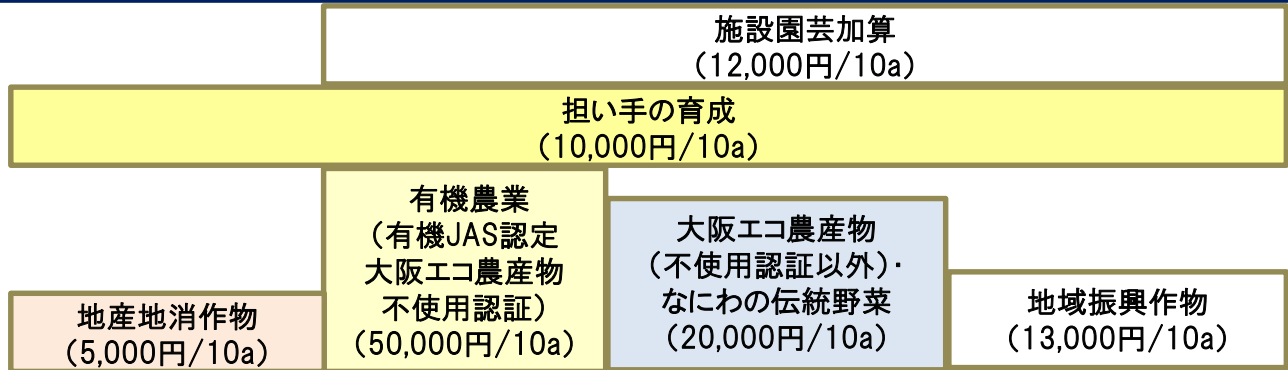 施設園芸加算
（12,000円/10a）
担い手の育成
（10,000円/10a）
地産地消作物
（5,000円/10a）
有機農業
（有機JAS認定
大阪エコ農産物
不使用認証）
（50,000円/10a）
大阪エコ農産物
（不使用認証以外）・
なにわの伝統野菜
（20,000円/10a）
地域振興作物
（13,000円/10a）